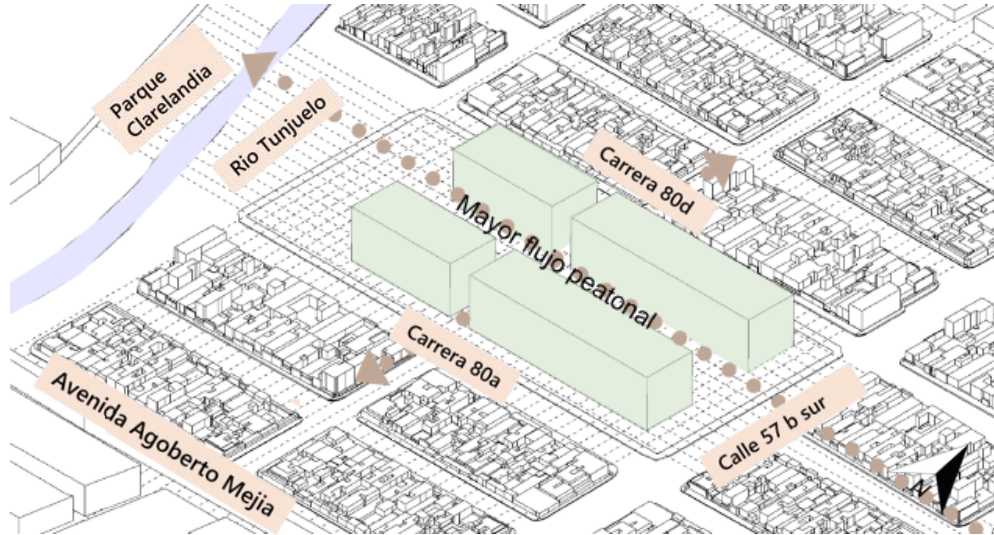 Parque
Clarelandia
Rio Tunjuelo
Carrera 80d
Mayor flujo peatonal
Carrera 80a
Avenida Agoberto Mejia
Calle 57 b sur
N